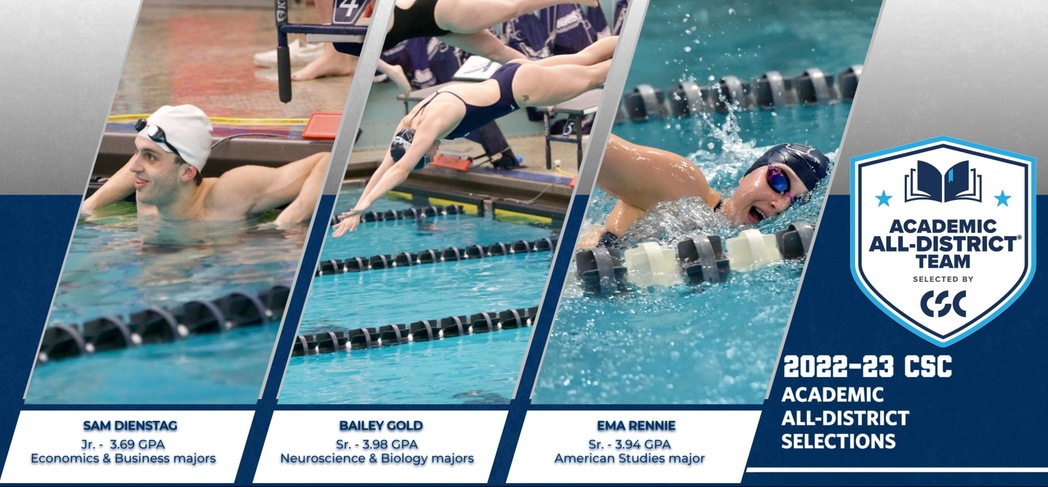 4
5
SAM DIENSTAG
Jr. - 3.69 GPA
Economics & Business majors
BAILEY GOLD
Sr. - 3.98 GPA
Neuroscience & Biology majors
EMA RENNIE
Sr. - 3.94 GPA
American Studies major
ACADEMIC
ALL-DISTRICT®
TEAM
SELECTED BY
CSC
2022-23 CSC
ACADEMIC
ALL-DISTRICT
SELECTIONS